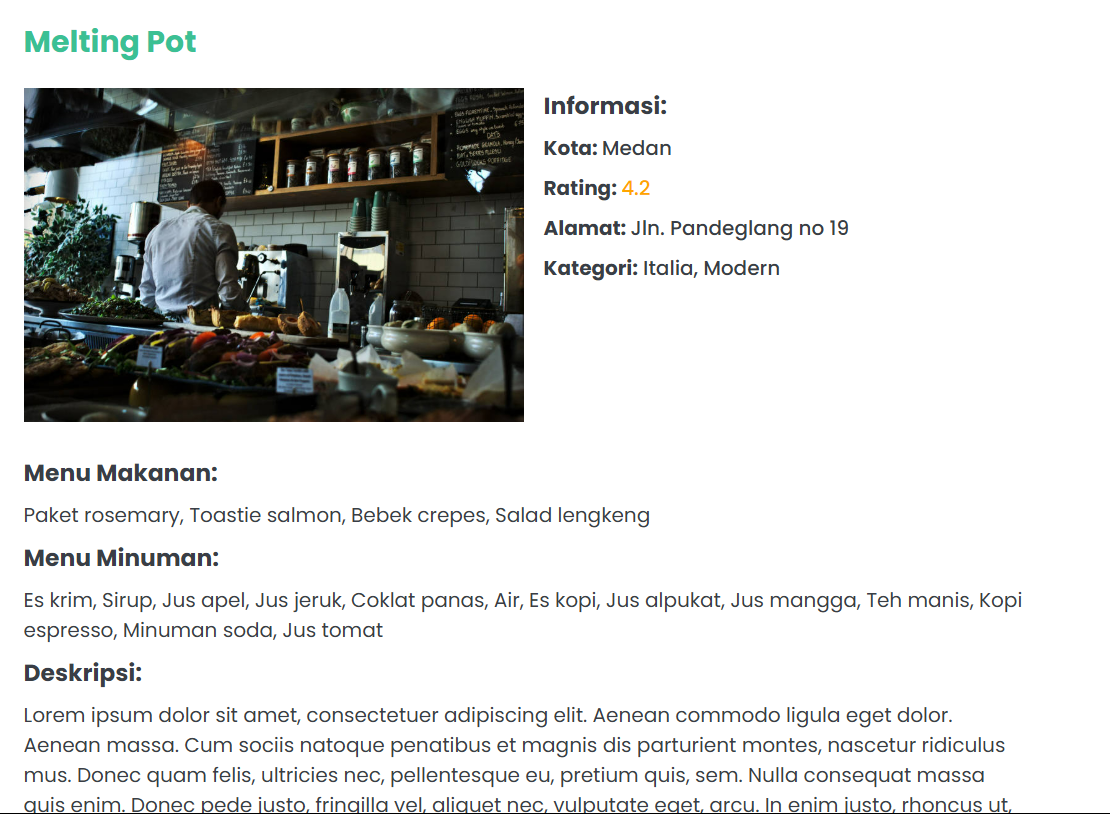 Melting Pot
Informasi:
Kota: Medan
Rating: 4.2
Alamat: Jln. Pandeglang no 19
Kategori: Italia, Modern
Menu Makanan:
Paket rosemary, Toastie salmon, Bebek crepes, Salad lengkeng
Menu Minuman:
Es krim, Sirup, Jus apel, Jus jeruk, Coklat panas, Air, Es kopi, Jus alpukat, Jus mangga, Teh manis, Kopi
espresso, Minuman soda, Jus tomat
Deskripsi:
Lorem ipsum dolor sit amet, consectetuer adipiscing elit. Aenean commodo ligula eget dolor.
Aenean massa. Cum sociis natoque penatibus et magnis dis parturient montes, nascetur ridiculus
mus. Donec quam felis, ultricies nec, pellentesque eu, pretium quis, sem. Nulla consequat massa
quis enim. Donec pede justo, fringilla vel, aliquet nec, vulputate eget, arcu. In enim justo, rhoncus ut,